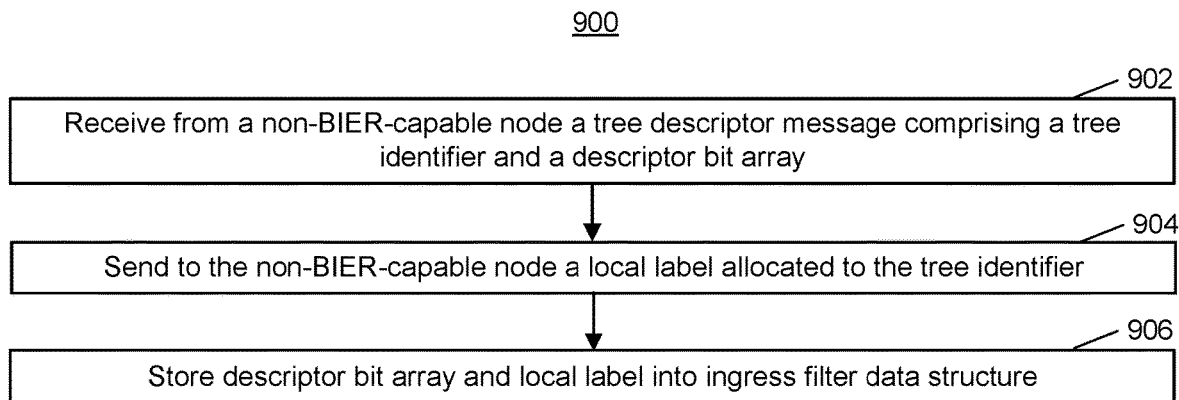 900
902
Receive from a non-BIER-capable node a tree descriptor message comprising a tree
identifier and a descriptor bit array
904
Send to the non-BIER-capable node a local label allocated to the tree identifier
906
Store descriptor bit array and local label into ingress filter data structure